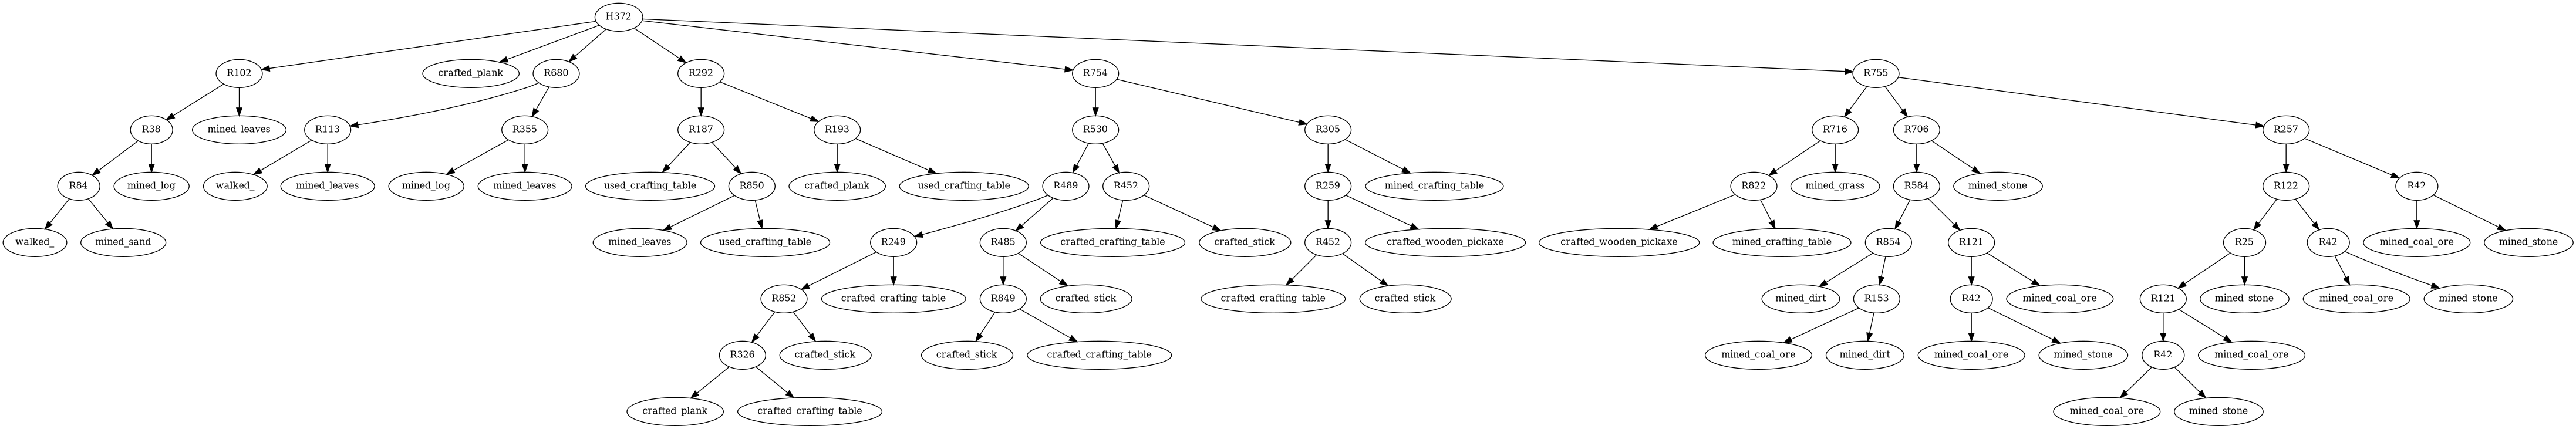 H372
R102 crafted_plank R680 R292 R754 R755
R38 mined_leaves R113 R355 R187 R193 R530 R305 R716 R706 R257
R84 mined_log walked_ mined_leaves mined_log mined_leaves used_crafting_table R850 crafted_plank used_crafting_table R489 R452 R259 mined_crafting_table R822 mined_grass R584 mined_stone R122 R42
walked_ mined_sand mined_leaves used_crafting_table R249 R485 crafted_crafting_table crafted_stick R452 crafted_wooden_pickaxe crafted_wooden_pickaxe mined_crafting_table R854 R121 R25 R42 mined_coal_ore mined_stone
R852 crafted_crafting_table R849 crafted_stick crafted_crafting_table crafted_stick mined_dirt R153 R42 mined_coal_ore R121 mined_stone mined_coal_ore mined_stone
R326 crafted_stick crafted_stick crafted_crafting_table mined_coal_ore mined_dirt mined_coal_ore mined_stone R42 mined_coal_ore
crafted_plank crafted_crafting_table mined_coal_ore mined_stone